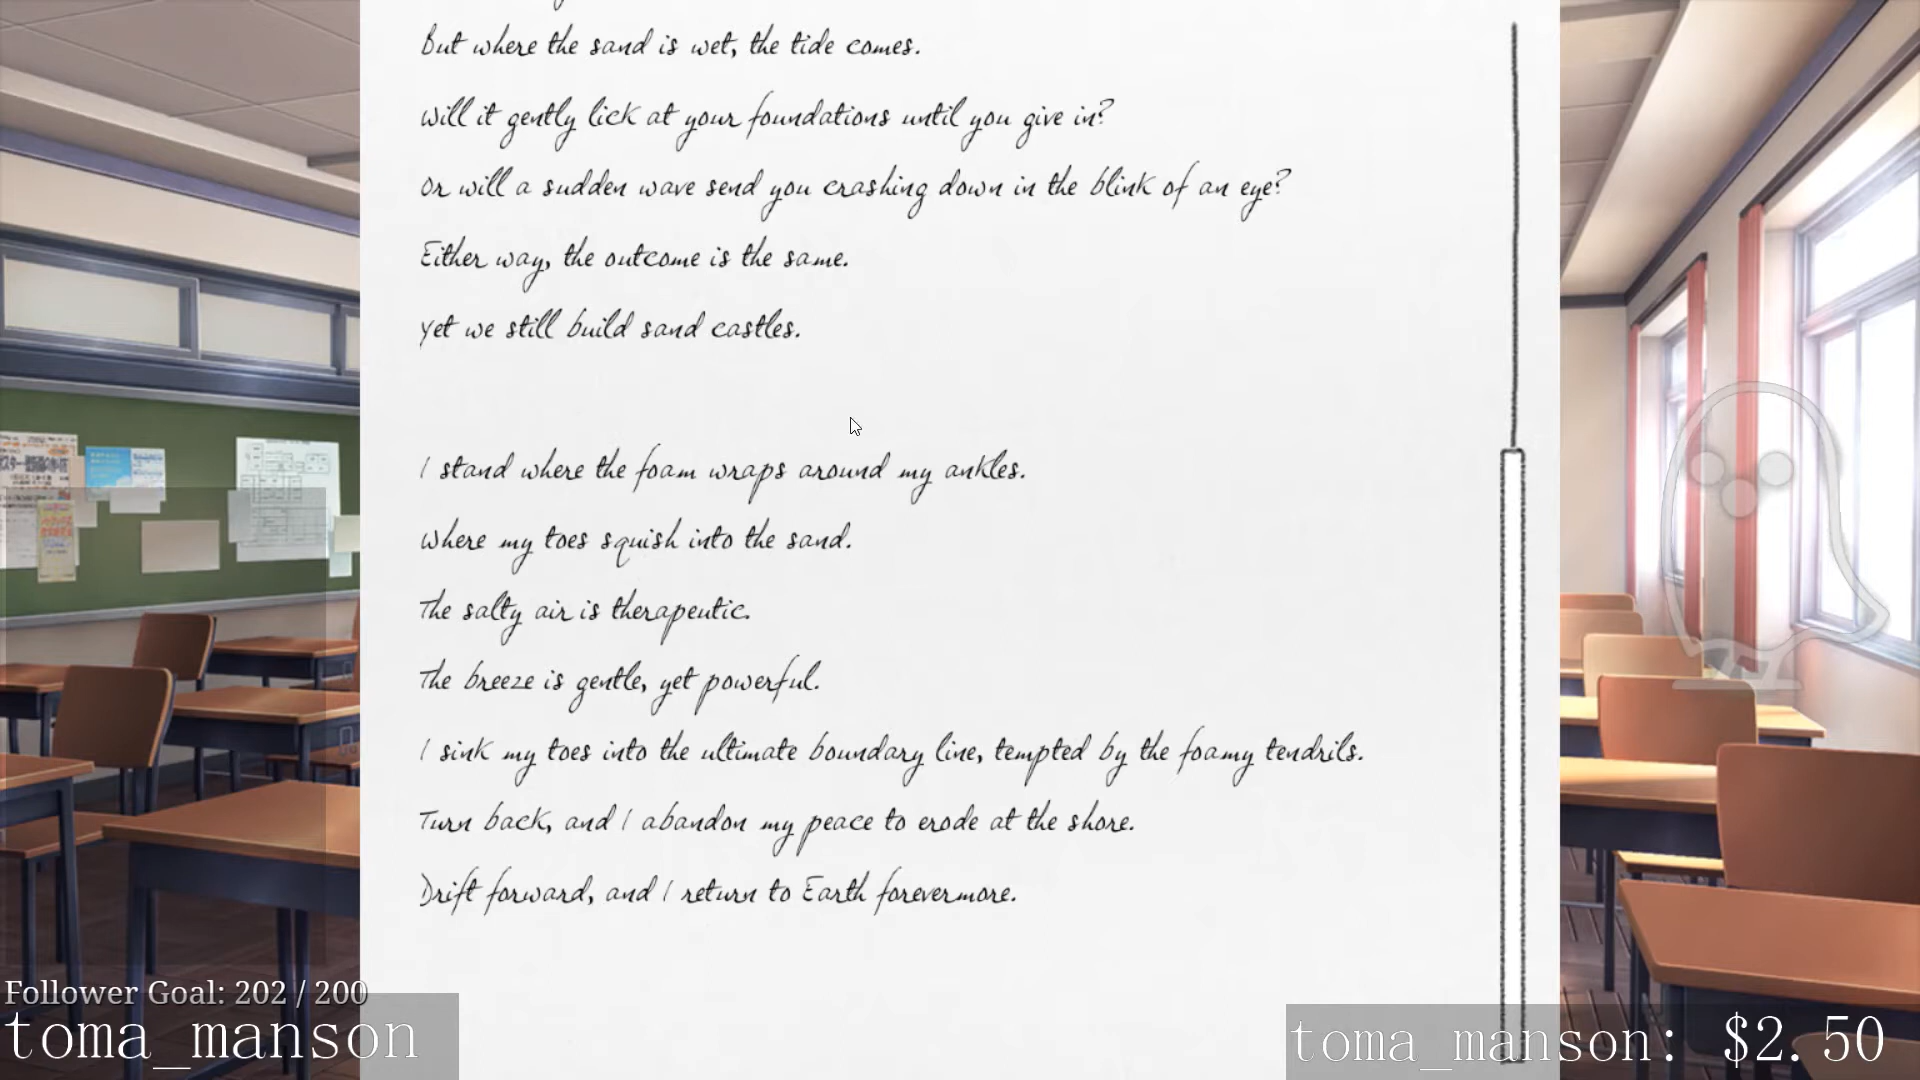 But where the sand is wet, the tide comes.
Will it gently lick at your foundations until you give in?
Or will a sudden wave send you crashing down in the blink of an eye?
Either way, the outcome is the same.
Yet we still build sand castles.
I stand where the foam wraps around my ankles.
Where my toes squish into the sand.
The salty air is therapeutic.
The breeze is gentle, yet powerful.
I sink my toes into the ultimate boundary line, tempted by the foamy tendrils.
Turn back, and I abandon my peace to erode at the shore.
Drift forward, and I return to Earth forevermore.
Follower Goal: 202 / 200
toma_manson
toma_manson: $2.50